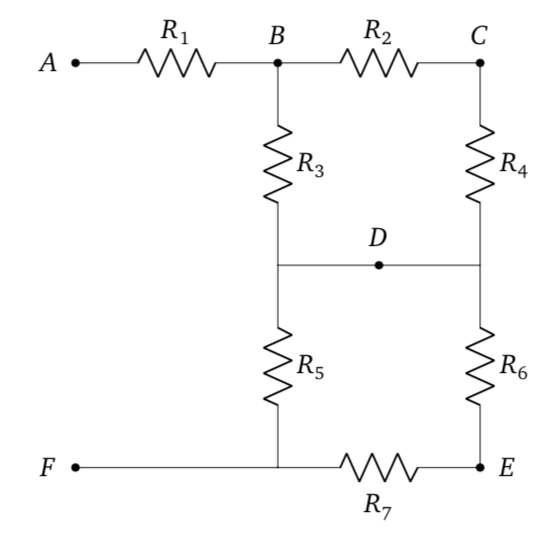 R₁ B R₂ C
A
R₃ R₄
D
R₅ R₆
F E
R₇